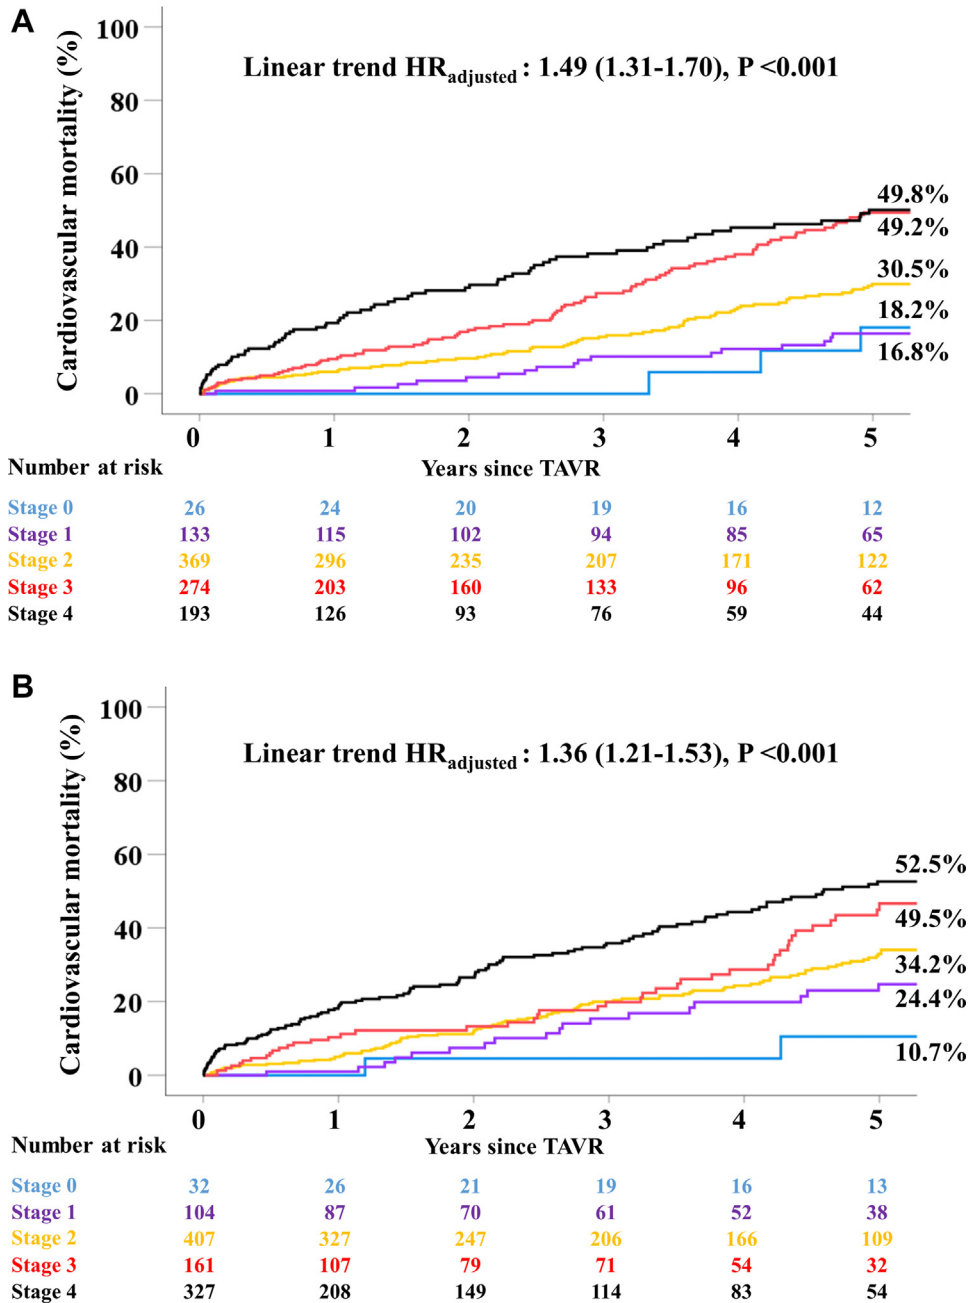 A
Cardiovascular mortality (%)
100
80
60
40
20
0
Linear trend HRadjusted : 1.49 (1.31-1.70), P <0.001
49.8%
49.2%
30.5%
18.2%
16.8%
0 1 2 3 4 5
Number at risk Years since TAVR
Stage 0 26 24 20 19 16 12
Stage 1 133 115 102 94 85 65
Stage 2 369 296 235 207 171 122
Stage 3 274 203 160 133 96 62
Stage 4 193 126 93 76 59 44
B
Cardiovascular mortality (%)
100
80
60
40
20
0
Linear trend HRadjusted : 1.36 (1.21-1.53), P <0.001
52.5%
49.5%
34.2%
24.4%
10.7%
0 1 2 3 4 5
Number at risk Years since TAVR
Stage 0 32 26 21 19 16 13
Stage 1 104 87 70 61 52 38
Stage 2 407 327 247 206 166 109
Stage 3 161 107 79 71 54 32
Stage 4 327 208 149 114 83 54